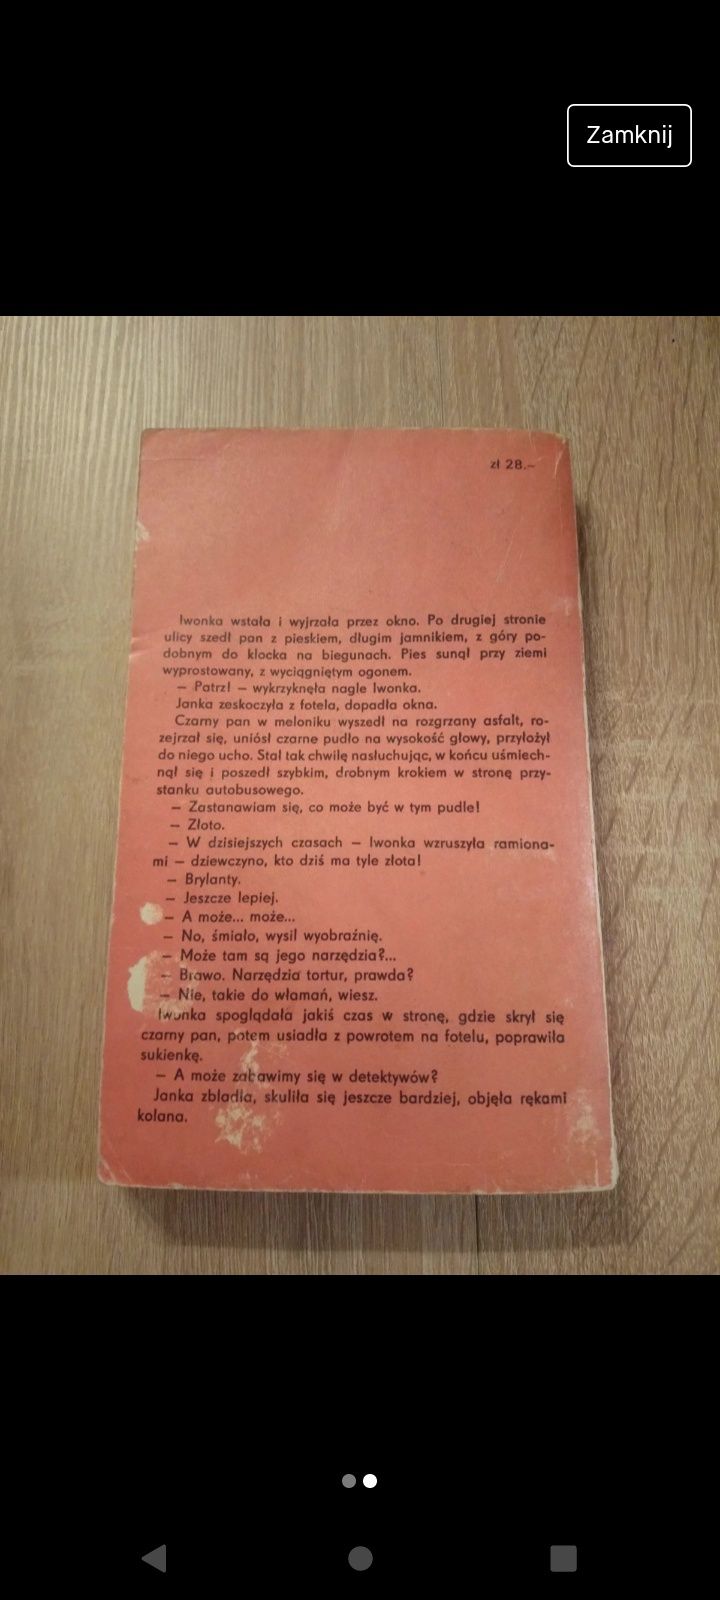 Zamknij
zł 28.–
Iwonka wstała i wyjrzała przez okno. Po drugiej stronie
ulicy szedł pan z pieskiem, długim jamnikiem, z góry po-
dobnym do klocka na biegunach. Pies sunął przy ziemi
wyprostowany, z wyciągniętym ogonem.
— Patrz! — wykrzyknęła nagle Iwonka.
Janka zeskoczyła z fotela, dopadła okna.
Czarny pan w meloniku wyszedł na rozgrzany asfalt, ro-
zejrzał się, uniósł czarne pudło na wysokość głowy, przyłożył
do niego ucho. Stał tak chwilę nasłuchując, w końcu uśmiech-
nął się i poszedł szybkim, drobnym krokiem w stronę przy-
stanku autobusowego.
— Zastanawiam się, co może być w tym pudle!
— Złoto.
— W dzisiejszych czasach — Iwonka wzruszyła ramiona-
mi — dziewczyno, kto dziś ma tyle złota!
— Brylanty.
— Jeszcze lepiej.
— A może... może...
— No, śmiało, wysil wyobraźnię.
— Może tam są jego narzędzia?...
— Brawo. Narzędzia tortur, prawda?
— Nie, takie do włamań, wiesz.
Iwonka spoglądała jakiś czas w stronę, gdzie skrył się
czarny pan, potem usiadła z powrotem na fotelu, poprawiła
sukienkę.
— A może zabawimy się w detektywów?
Janka zbladła, skuliła się jeszcze bardziej, objęła rękami
kolana.